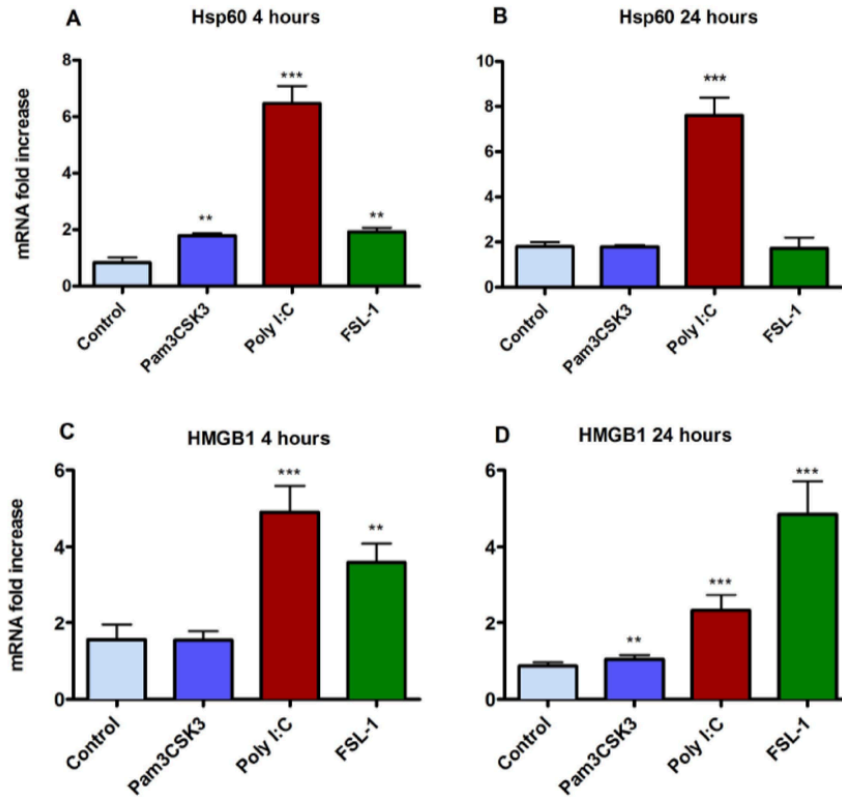 A
Hsp60 4 hours
mRNA fold increase
8
6
4
2
0
***
**
**
Control
Pam3CSK3
Poly I:C
FSL-1
B
Hsp60 24 hours
10
8
6
4
2
0
***
Control
Pam3CSK3
Poly I:C
FSL-1
C
HMGB1 4 hours
mRNA fold increase
6
4
2
0
***
**
Control
Pam3CSK3
Poly I:C
FSL-1
D
HMGB1 24 hours
6
4
2
0
***
***
**
Control
Pam3CSK3
Poly I:C
FSL-1